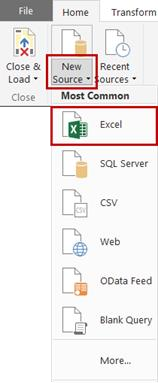 File
Home
Transform
Close & Load
New Source
Recent Sources
Close
Most Common
Excel
SQL Server
CSV
CSV
Web
OData Feed
Blank Query
More...